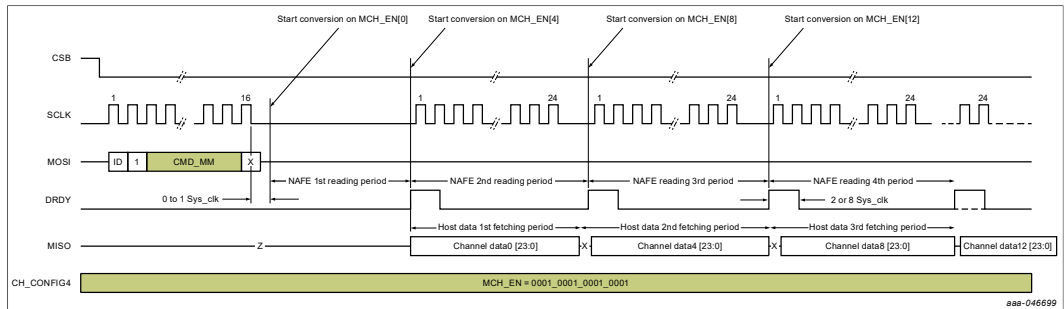 Start conversion on MCH_EN[0] Start conversion on MCH_EN[4] Start conversion on MCH_EN[8] Start conversion on MCH_EN[12]
CSB
1 16 1 24 1 24 1 24 24
SCLK
MOSI ID 1 CMD_MM X
NAFE 1st reading period NAFE 2nd reading period NAFE reading 3rd period NAFE reading 4th period
0 to 1 Sys_clk 2 or 8 Sys_clk
DRDY
Host data 1st fetching period Host data 2nd fetching period Host data 3rd fetching period
MISO Z Channel data0 [23:0] X Channel data4 [23:0] X Channel data8 [23:0] Channel data12 [23:0]
CH_CONFIG4 MCH_EN = 0001_0001_0001_0001
aaa-046699